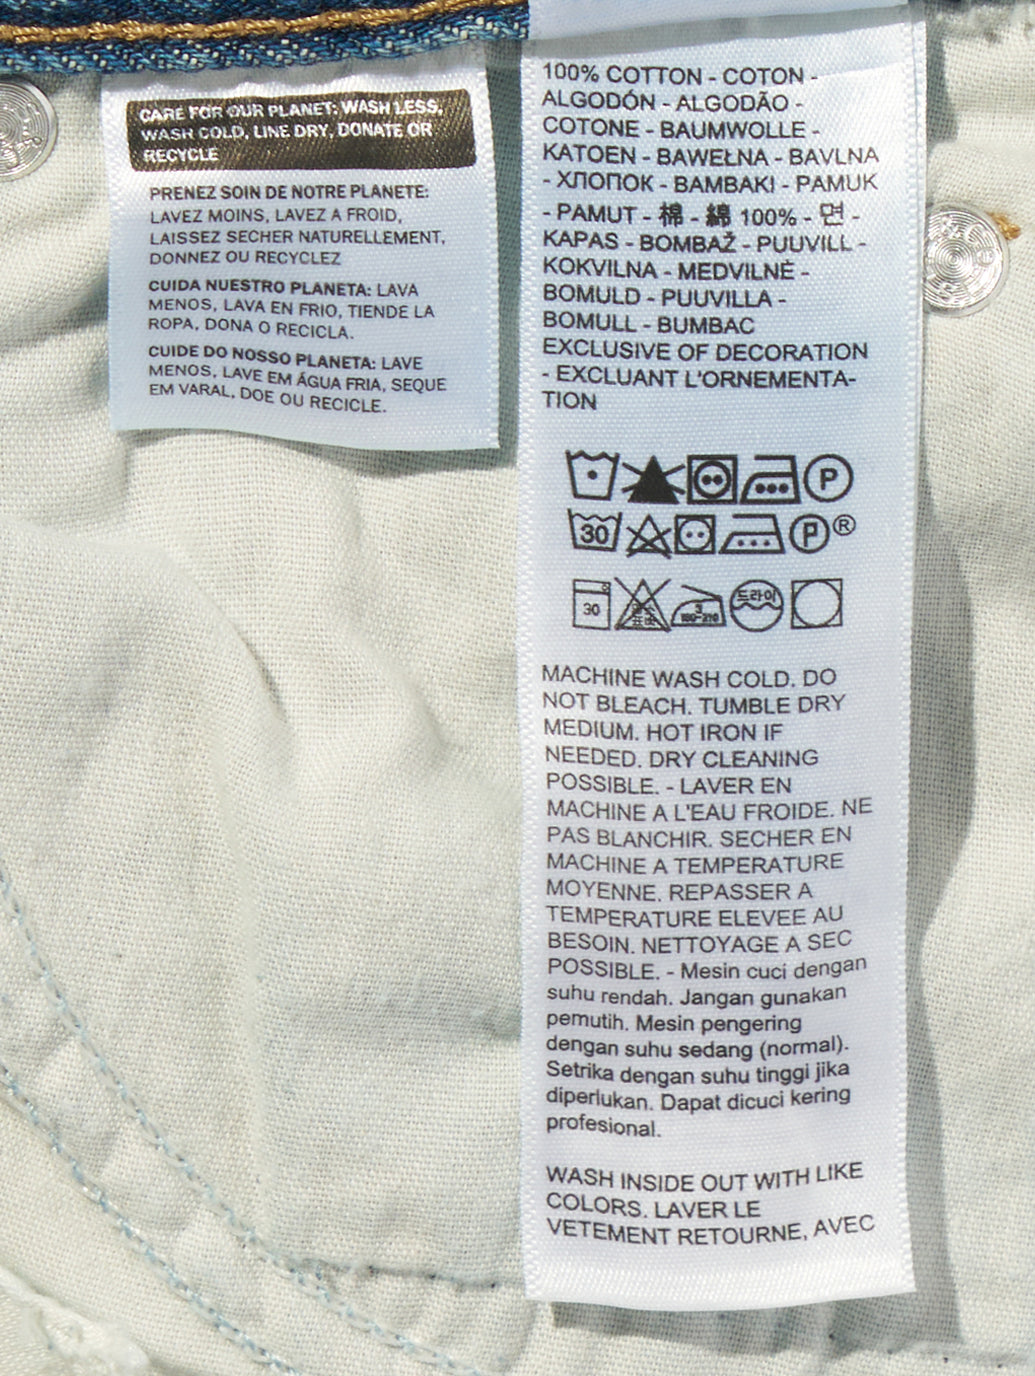 CARE FOR OUR PLANET: WASH LESS,
WASH COLD, LINE DRY, DONATE OR
RECYCLE
PRENEZ SOIN DE NOTRE PLANETE:
LAVEZ MOINS, LAVEZ A FROID,
LAISSEZ SECHER NATURELLEMENT,
DONNEZ OU RECYCLEZ
CUIDA NUESTRO PLANETA: LAVA
MENOS, LAVA EN FRIO, TIENDE LA
ROPA, DONA O RECICLA.
CUIDE DO NOSSO PLANETA: LAVE
MENOS, LAVE EM ÁGUA FRIA, SEQUE
EM VARAL, DOE OU RECICLE.
100% COTTON - COTON -
ALGODÓN - ALGODÃO -
COTONE - BAUMWOLLE -
KATOEN - BAWEŁNA - BAVLNA
- ХЛОПОК - BAMBAKI - PAMUK
- PAMUT - 棉 - 綿 100% - 면 -
KAPAS - BOMBAŽ - PUUVILL -
KOKVILNA - MEDVILNĖ -
BOMULD - PUUVILLA -
BOMULL - BUMBAC
EXCLUSIVE OF DECORATION
- EXCLUANT L'ORNEMENTA-
TION
P
30 P ®
30 3 드라이
MACHINE WASH COLD. DO
NOT BLEACH. TUMBLE DRY
MEDIUM. HOT IRON IF
NEEDED. DRY CLEANING
POSSIBLE. - LAVER EN
MACHINE A L'EAU FROIDE. NE
PAS BLANCHIR. SECHER EN
MACHINE A TEMPERATURE
MOYENNE. REPASSER A
TEMPERATURE ELEVEE AU
BESOIN. NETTOYAGE A SEC
POSSIBLE. - Mesin cuci dengan
suhu rendah. Jangan gunakan
pemutih. Mesin pengering
dengan suhu sedang (normal).
Setrika dengan suhu tinggi jika
diperlukan. Dapat dicuci kering
profesional.
WASH INSIDE OUT WITH LIKE
COLORS. LAVER LE
VETEMENT RETOURNE, AVEC